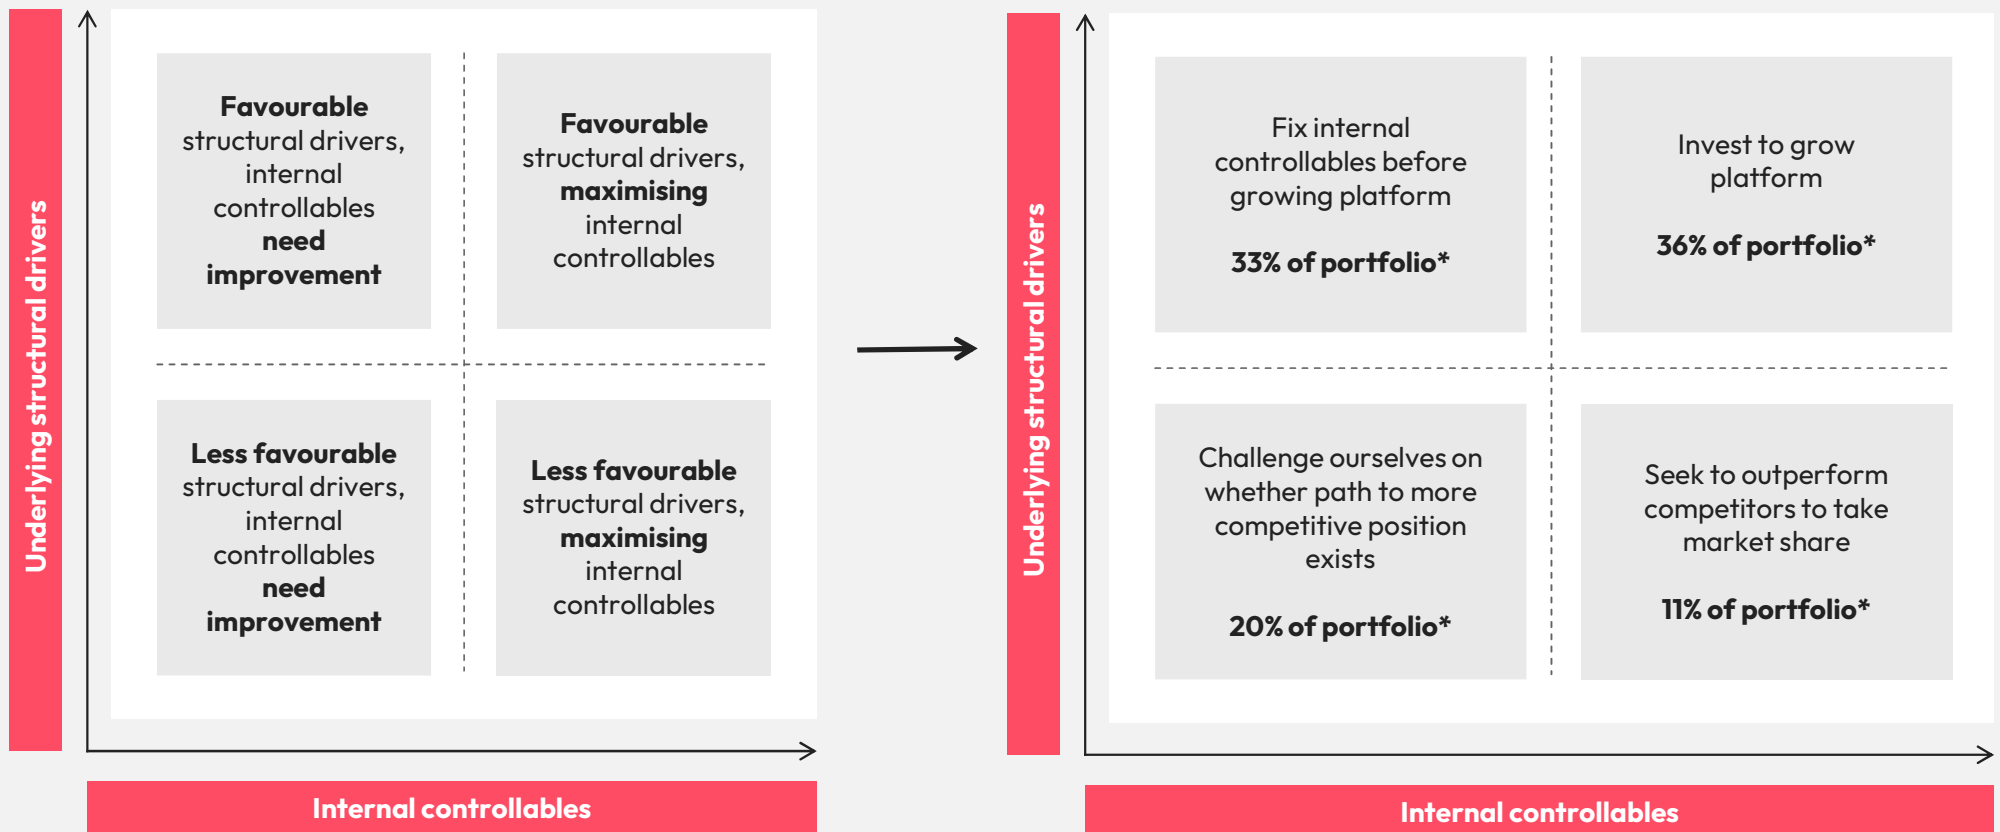 Underlying structural drivers
Favourable
structural drivers,
internal
controllables
need
improvement
Favourable
structural drivers,
maximising
internal
controllables
Less favourable
structural drivers,
internal
controllables
need
improvement
Less favourable
structural drivers,
maximising
internal
controllables
Internal controllables
Underlying structural drivers
Fix internal
controllables before
growing platform
33% of portfolio*
Invest to grow
platform
36% of portfolio*
Challenge ourselves on
whether path to more
competitive position
exists
20% of portfolio*
Seek to outperform
competitors to take
market share
11% of portfolio*
Internal controllables